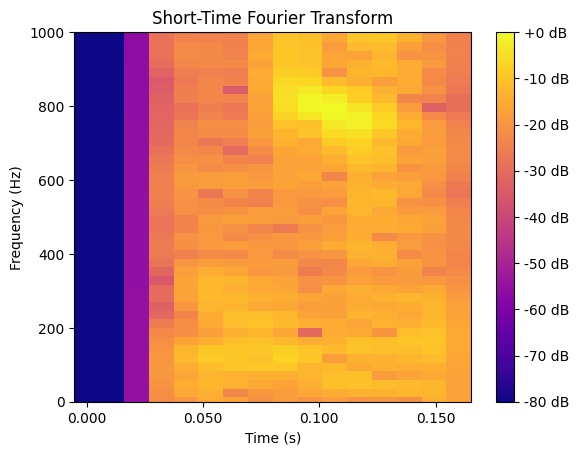 Short-Time Fourier Transform
1000
800
600
400
200
0
Frequency (Hz)
0.000
0.050
0.100
0.150
Time (s)
+0 dB
-10 dB
-20 dB
-30 dB
-40 dB
-50 dB
-60 dB
-70 dB
-80 dB